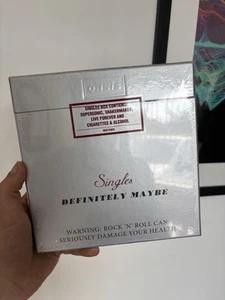 SINGLES BOX CONTAINS
SUPERSONIC, SHAKERMAKER,
LIVE FOREVER AND
CIGARETTES & ALCOHOL
Singles
DEFINITELY MAYBE
WARNING: ROCK 'N' ROLL CAN
SERIOUSLY DAMAGE YOUR HEALTH